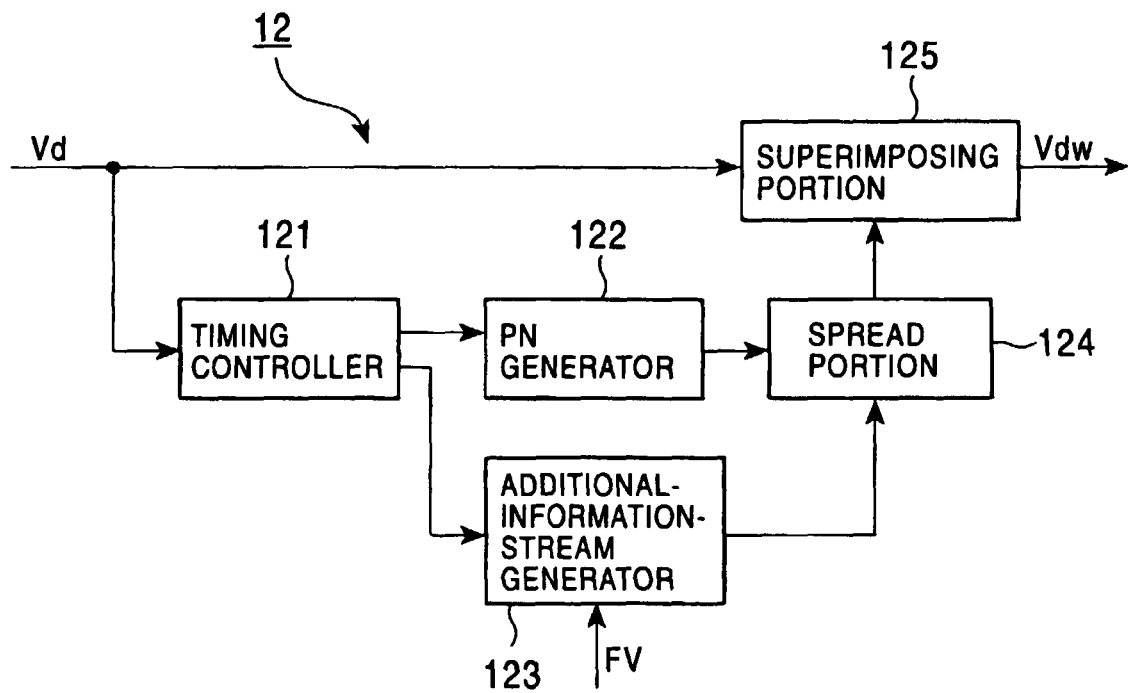 12
125
Vd
SUPERIMPOSING
PORTION
Vdw
121
122
TIMING
CONTROLLER
PN
GENERATOR
SPREAD
PORTION
124
ADDITIONAL-
INFORMATION-
STREAM
GENERATOR
123
FV